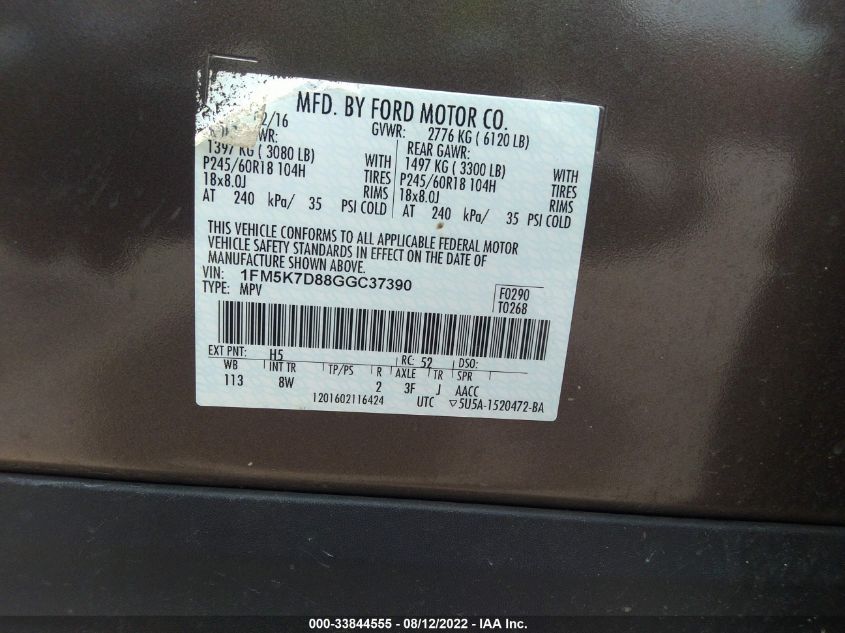 MFD. BY FORD MOTOR CO.
2/16 GVWR: 2776 KG ( 6120 LB)
WR: REAR GAWR:
1397 KG ( 3080 LB) WITH 1497 KG ( 3300 LB) WITH
P245/60R18 104H TIRES P245/60R18 104H TIRES
18x8.0J RIMS 18x8.0J RIMS
AT 240 kPa/ 35 PSI COLD AT 240 kPa/ 35 PSI COLD
THIS VEHICLE CONFORMS TO ALL APPLICABLE FEDERAL MOTOR
VEHICLE SAFETY STANDARDS IN EFFECT ON THE DATE OF
MANUFACTURE SHOWN ABOVE.
VIN: 1FM5K7D88GGC37390
TYPE: MPV
F0290
T0268
EXT PNT: H5 RC: 52 DSO:
WB INT TR TP/PS R AXLE TR SPR
113 8W 2 3F J AACC
1201602116424 UTC ▽5U5A-1520472-BA
000-33844555 - 08/12/2022 - IAA Inc.